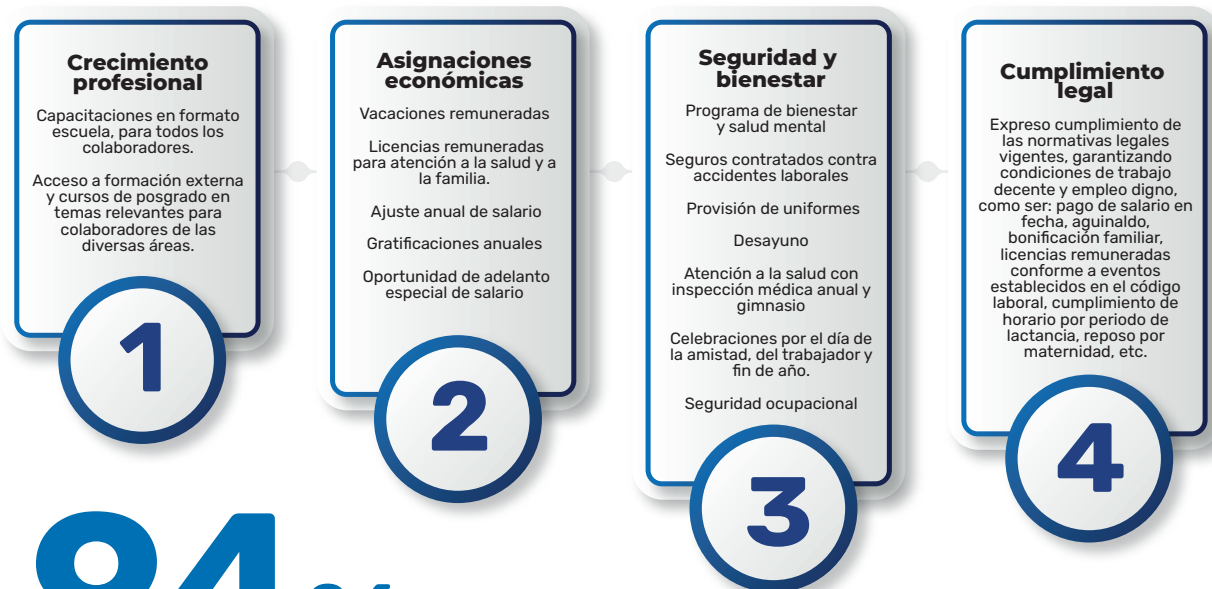 Crecimiento
profesional
Capacitaciones en formato
escuela, para todos los
colaboradores.
Acceso a formación externa
y cursos de posgrado en
temas relevantes para
colaboradores de las
diversas áreas.
1
Asignaciones
económicas
Vacaciones remuneradas
Licencias remuneradas
para atención a la salud y a
la familia.
Ajuste anual de salario
Gratificaciones anuales
Oportunidad de adelanto
especial de salario
2
Seguridad y
bienestar
Programa de bienestar
y salud mental
Seguros contratados contra
accidentes laborales
Provisión de uniformes
Desayuno
Atención a la salud con
inspección médica anual y
gimnasio
Celebraciones por el día de
la amistad, del trabajador y
fin de año.
Seguridad ocupacional
3
Cumplimiento
legal
Expreso cumplimiento de
las normativas legales
vigentes, garantizando
condiciones de trabajo
decente y empleo digno,
como ser: pago de salario en
fecha, aguinaldo,
bonificación familiar,
licencias remuneradas
conforme a eventos
establecidos en el código
laboral, cumplimiento de
horario por periodo de
lactancia, reposo por
maternidad, etc.
4